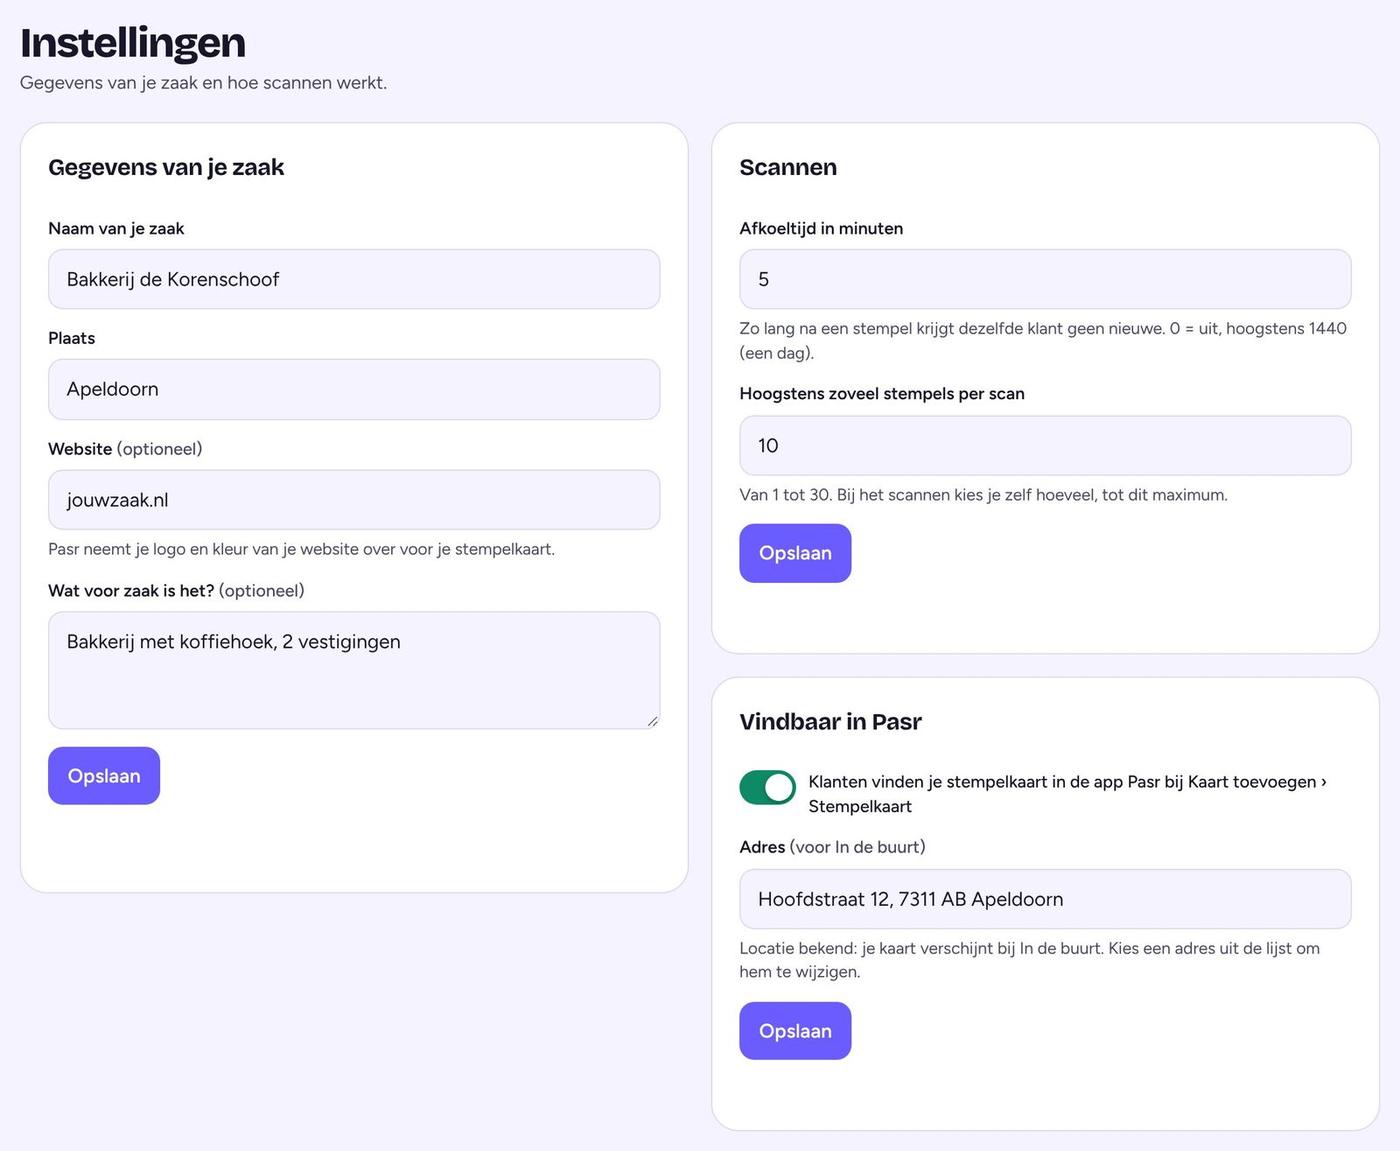 Instellingen
Gegevens van je zaak en hoe scannen werkt.
Gegevens van je zaak
Naam van je zaak
Bakkerij de Korenschoof
Plaats
Apeldoorn
Website (optioneel)
jouwzaak.nl
Pasr neemt je logo en kleur van je website over voor je stempelkaart.
Wat voor zaak is het? (optioneel)
Bakkerij met koffiehoek, 2 vestigingen
Opslaan
Scannen
Afkoeltijd in minuten
5
Zo lang na een stempel krijgt dezelfde klant geen nieuwe. 0 = uit, hoogstens 1440
(een dag).
Hoogstens zoveel stempels per scan
10
Van 1 tot 30. Bij het scannen kies je zelf hoeveel, tot dit maximum.
Opslaan
Vindbaar in Pasr
Klanten vinden je stempelkaart in de app Pasr bij Kaart toevoegen ›
Stempelkaart
Adres (voor In de buurt)
Hoofdstraat 12, 7311 AB Apeldoorn
Locatie bekend: je kaart verschijnt bij In de buurt. Kies een adres uit de lijst om
hem te wijzigen.
Opslaan